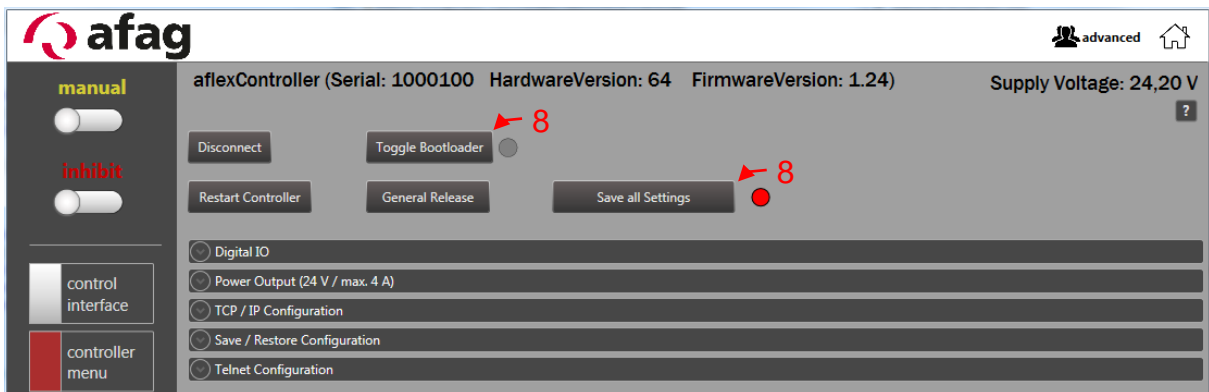 afag
advanced
manual
aflexController (Serial: 1000100 HardwareVersion: 64 FirmwareVersion: 1.24)
Supply Voltage: 24,20 V
?
8
Disconnect
Toggle Bootloader
inhibit
8
Restart Controller
General Release
Save all Settings
Digital IO
control
interface
Power Output (24 V / max. 4 A)
TCP / IP Configuration
Save / Restore Configuration
controller
menu
Telnet Configuration